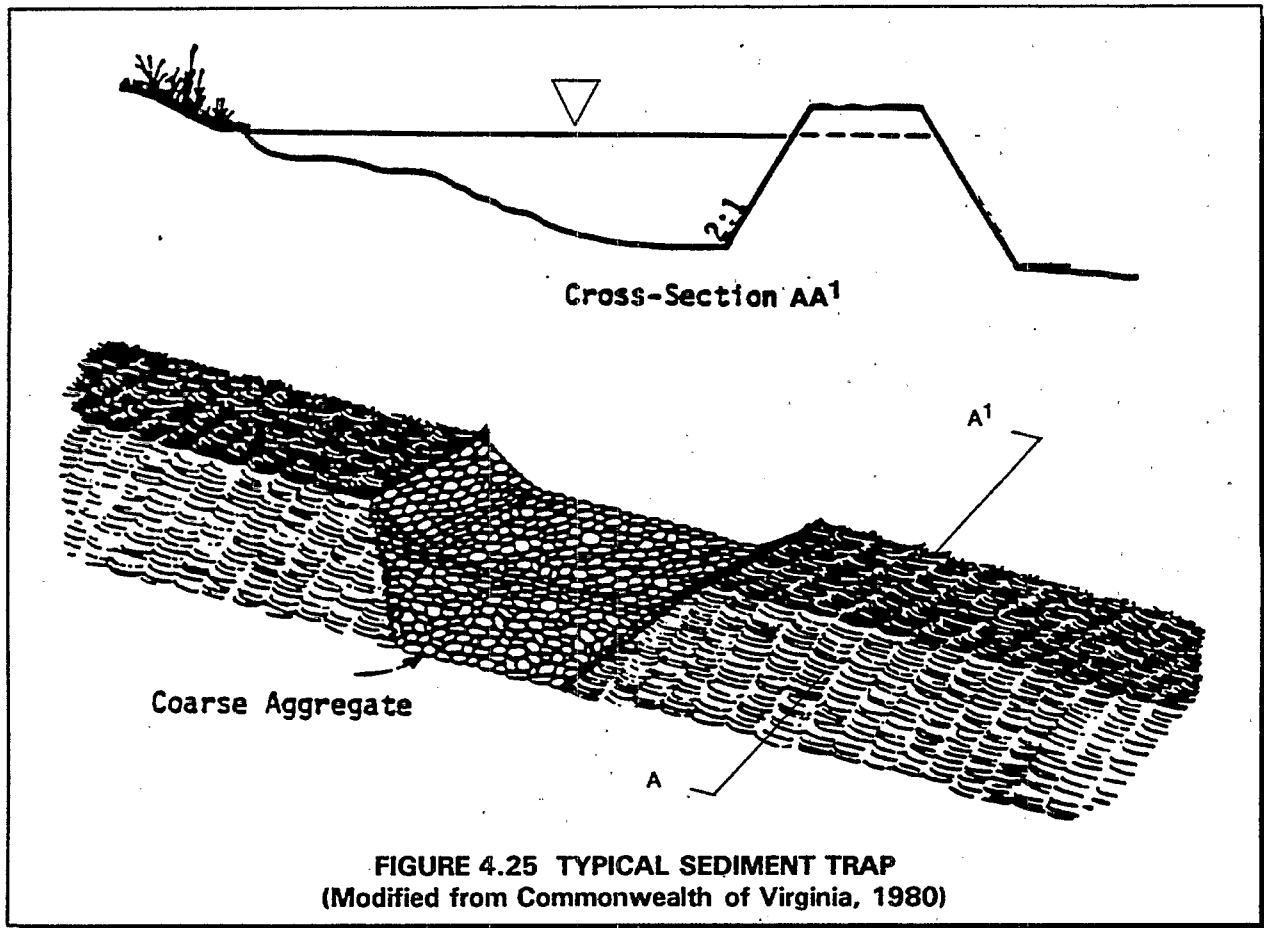 2:1
Cross-Section AA¹
A¹
Coarse Aggregate
A
FIGURE 4.25 TYPICAL SEDIMENT TRAP
(Modified from Commonwealth of Virginia, 1980)